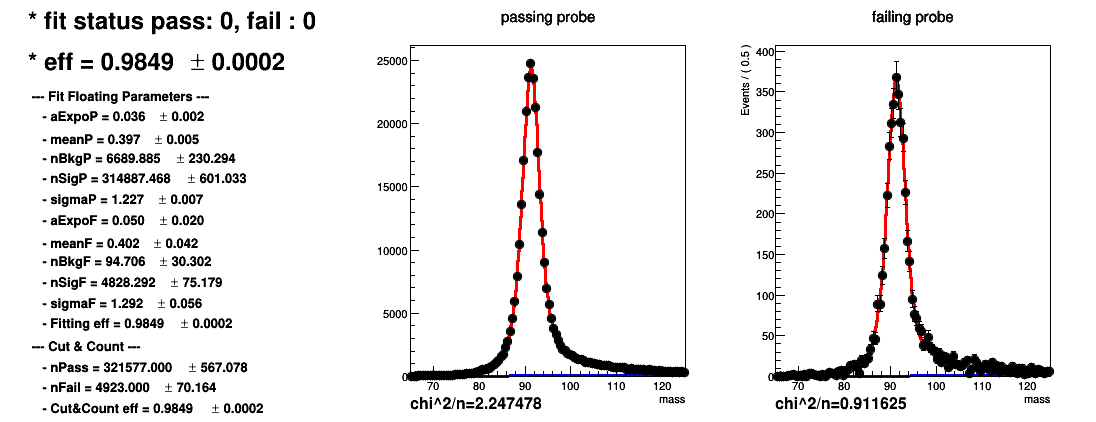 * fit status pass: 0, fail : 0
* eff = 0.9849 ± 0.0002
--- Fit Floating Parameters ---
- aExpoP = 0.036 ± 0.002
- meanP = 0.397 ± 0.005
- nBkgP = 6689.885 ± 230.294
- nSigP = 314887.468 ± 601.033
- sigmaP = 1.227 ± 0.007
- aExpoF = 0.050 ± 0.020
- meanF = 0.402 ± 0.042
- nBkgF = 94.706 ± 30.302
- nSigF = 4828.292 ± 75.179
- sigmaF = 1.292 ± 0.056
- Fitting eff = 0.9849 ± 0.0002
--- Cut & Count ---
- nPass = 321577.000 ± 567.078
- nFail = 4923.000 ± 70.164
- Cut&Count eff = 0.9849 ± 0.0002
passing probe
25000
20000
15000
10000
5000
0
70 80 90 100 110 120
mass
chi^2/n=2.247478
failing probe
Events / ( 0.5 )
400
350
300
250
200
150
100
50
0
70 80 90 100 110 120
mass
chi^2/n=0.911625